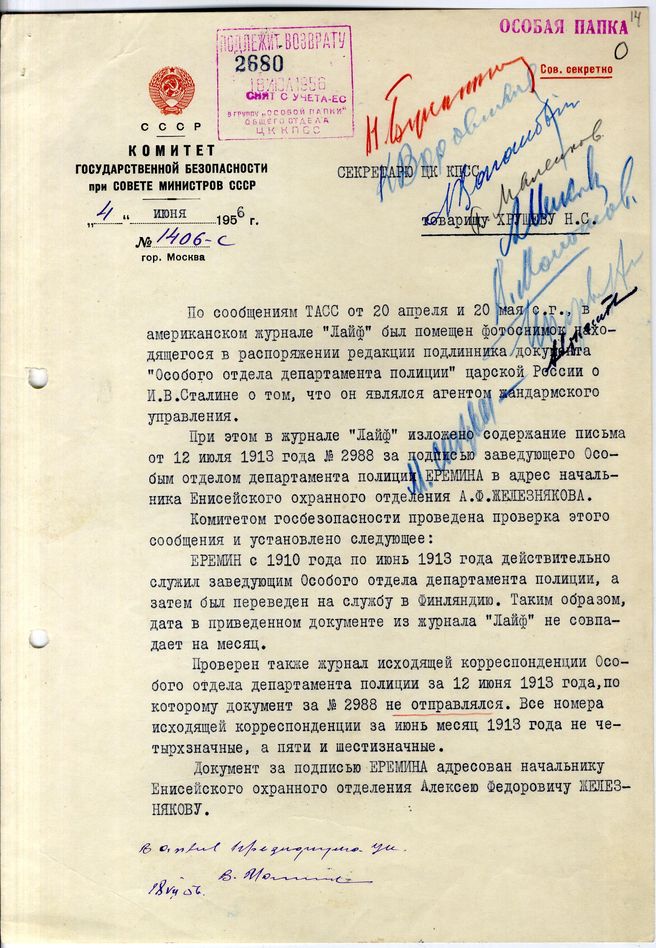 14
ОСОБАЯ ПАПКА
ПОДЛЕЖИТ ВОЗВРАТУ
2680
СНЯТ С УЧЕТА-ЕС
В ГРУППУ "ОСОБОЙ ПАПКИ"
ОБЩЕГО ОТДЕЛА
ЦК КПСС
Сов. секретно
СССР
КОМИТЕТ
ГОСУДАРСТВЕННОЙ БЕЗОПАСНОСТИ
при СОВЕТЕ МИНИСТРОВ СССР
"4" июня 1956 г.
№ 1406-с
гор. Москва
Н. Булганин
К Ворошилов
СЕКРЕТАРЮ ЦК КПСС
Л Каганович
Г Маленков
товарищу ХРУЩЕВУ Н.С.
А Микоян
В. Молотов.
По сообщениям ТАСС от 20 апреля и 20 мая с.г., в
американском журнале "Лайф" был помещен фотоснимок нахо-
дящегося в распоряжении редакции подлинника документа
"Особого отдела департамента полиции" царской России о
И.В.Сталине о том, что он являлся агентом жандармского
управления.
При этом в журнале "Лайф" изложено содержание письма
от 12 июля 1913 года № 2988 за подписью заведующего Осо-
бым отделом департамента полиции ЕРЕМИНА в адрес началь-
ника Енисейского охранного отделения А.Ф.ЖЕЛЕЗНЯКОВА.
Комитетом госбезопасности проведена проверка этого
сообщения и установлено следующее:
ЕРЕМИН с 1910 года по июнь 1913 года действительно
служил заведующим Особого отдела департамента полиции, а
затем был переведен на службу в Финляндию. Таким образом,
дата в приведенном документе из журнала "Лайф" не совпа-
дает на месяц.
Проверен также журнал исходящей корреспонденции Осо-
бого отдела департамента полиции за 12 июня 1913 года,по
которому документ за № 2988 не отправлялся. Все номера
исходящей корреспонденции за июнь месяц 1913 года не че-
тырхзначные, а пяти и шестизначные.
Документ за подписью ЕРЕМИНА адресован начальнику
Енисейского охранного отделения Алексею Федоровичу ЖЕЛЕЗ-
НЯКОВУ.
В архив Президиума ЦК.
18 VII 56.